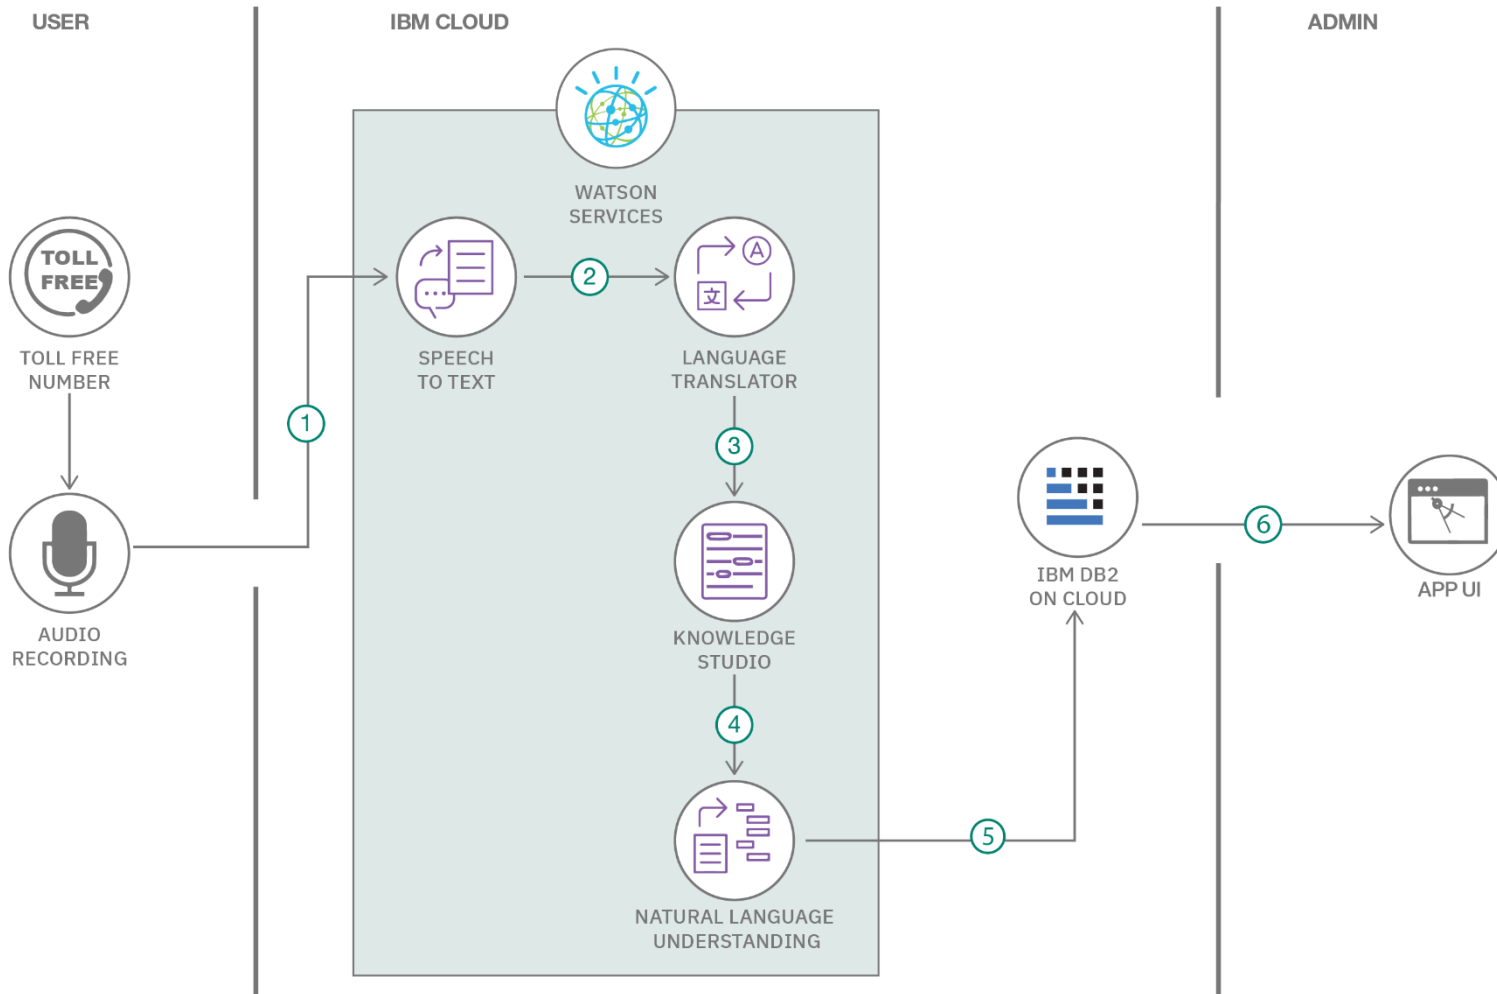 USER
IBM CLOUD
ADMIN
WATSON
SERVICES
TOLL
FREE
TOLL FREE
NUMBER
1
SPEECH
TO TEXT
2
A
文
LANGUAGE
TRANSLATOR
3
AUDIO
RECORDING
KNOWLEDGE
STUDIO
4
NATURAL LANGUAGE
UNDERSTANDING
5
IBM DB2
ON CLOUD
6
APP UI